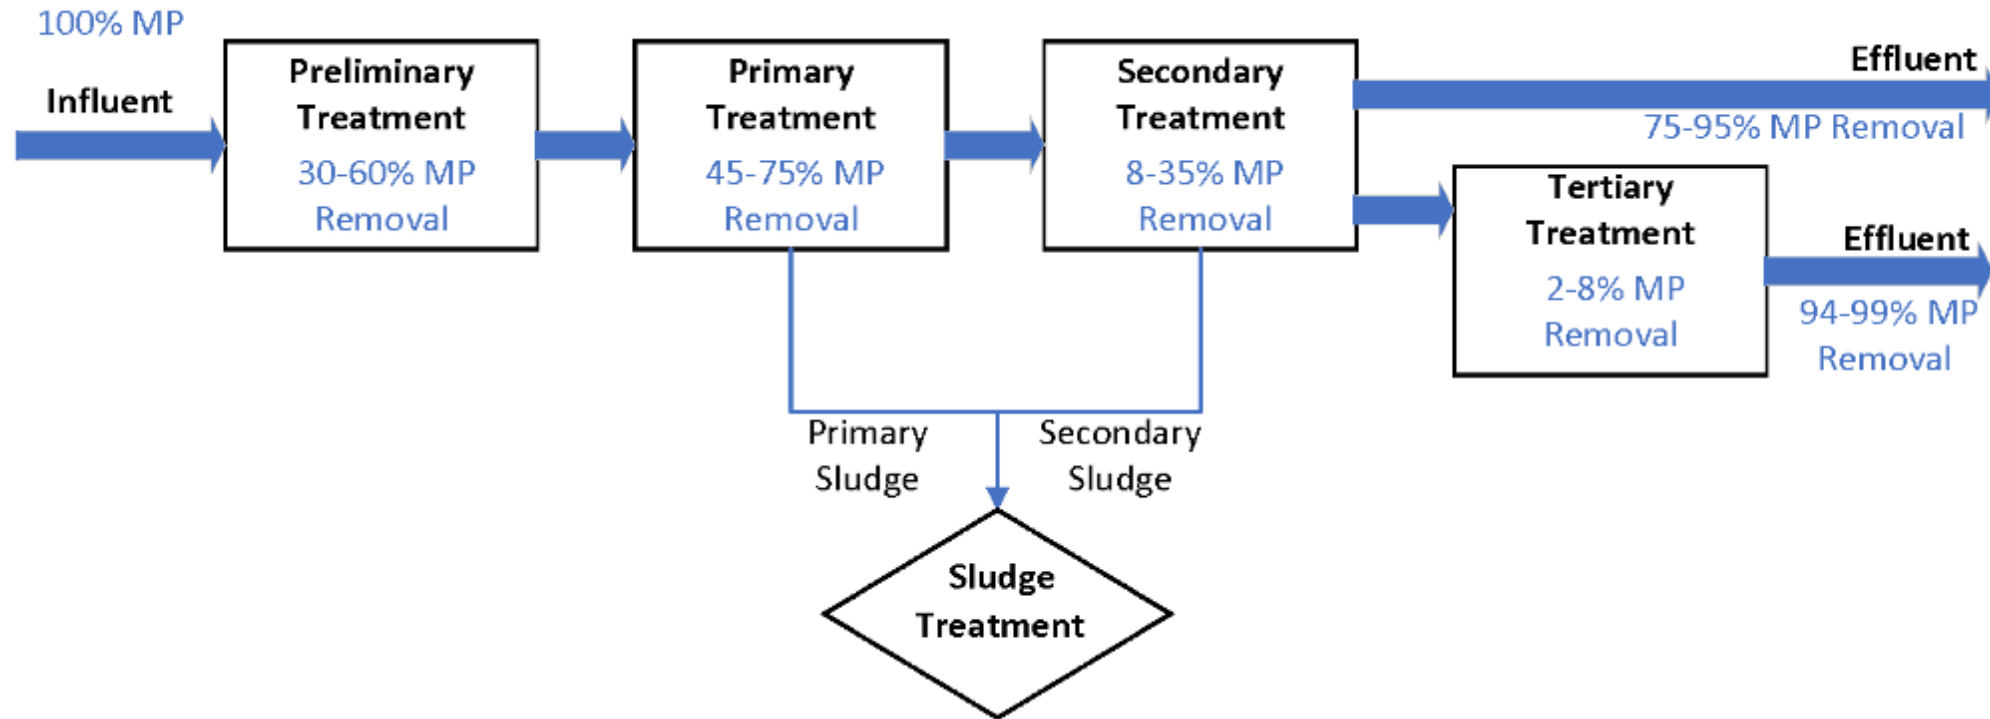 100% MP
Influent
Preliminary
Treatment
30-60% MP
Removal
Primary
Treatment
45-75% MP
Removal
Secondary
Treatment
8-35% MP
Removal
Effluent
75-95% MP Removal
Tertiary
Treatment
2-8% MP
Removal
Effluent
94-99% MP
Removal
Primary
Sludge
Secondary
Sludge
Sludge
Treatment